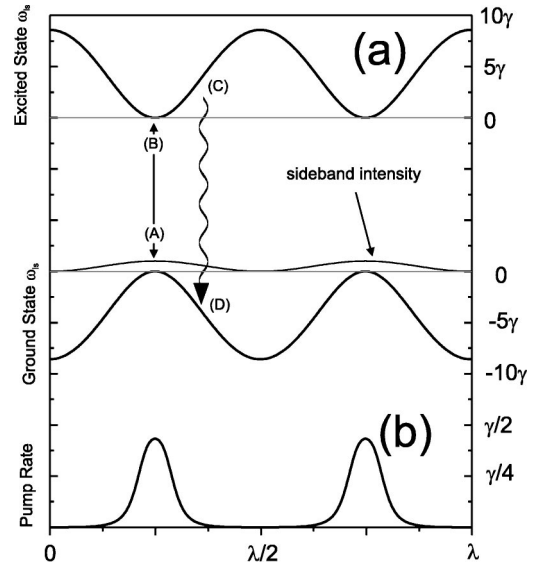 Excited State ω_ls
(a)
10γ
5γ
(C)
0
(B)
sideband intensity
(A)
0
(D)
Ground State ω_ls
-5γ
-10γ
(b)
Pump Rate
γ/2
γ/4
0
λ/2
λ